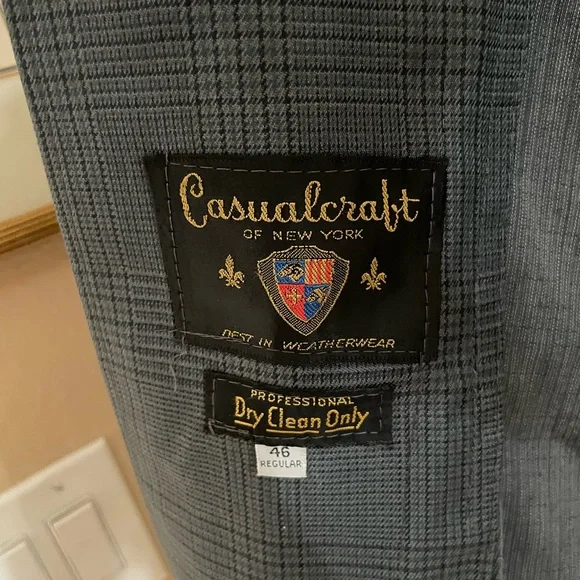 Casualcraft
OF NEW YORK
BEST IN WEATHERWEAR
PROFESSIONAL
Dry Clean Only
46
REGULAR